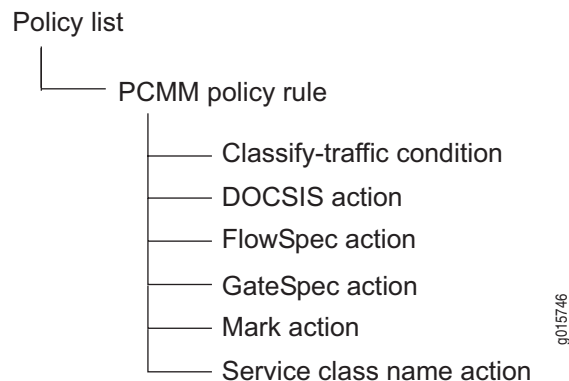 Policy list
PCMM policy rule
Classify-traffic condition
DOCSIS action
FlowSpec action
GateSpec action
Mark action
Service class name action
g015746